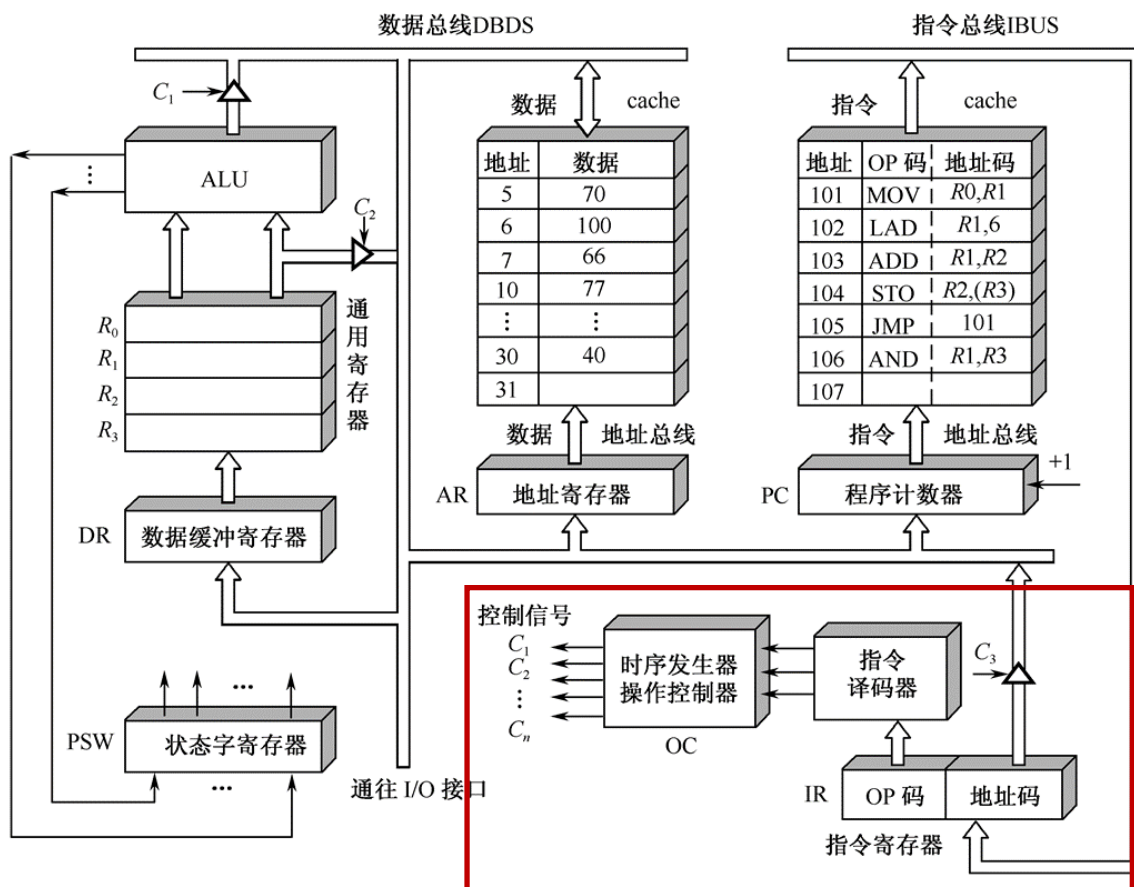 数据总线DBDS
指令总线IBUS
C1
数据
cache
指令
cache
ALU
⋮
C2
地址 数据
5 70
6 100
7 66
10 77
⋮ ⋮
30 40
31
地址 OP 码 地址码
101 MOV R0,R1
102 LAD R1,6
103 ADD R1,R2
104 STO R2,(R3)
105 JMP 101
106 AND R1,R3
107
R0
R1
R2
R3
通用寄存器
数据 地址总线
指令 地址总线
AR
地址寄存器
PC
程序计数器
+1
DR
数据缓冲寄存器
控制信号
C1
C2
⋮
Cn
时序发生器
操作控制器
OC
指令
译码器
C3
...
PSW
状态字寄存器
...
通往 I/O 接口
IR
OP 码
地址码
指令寄存器